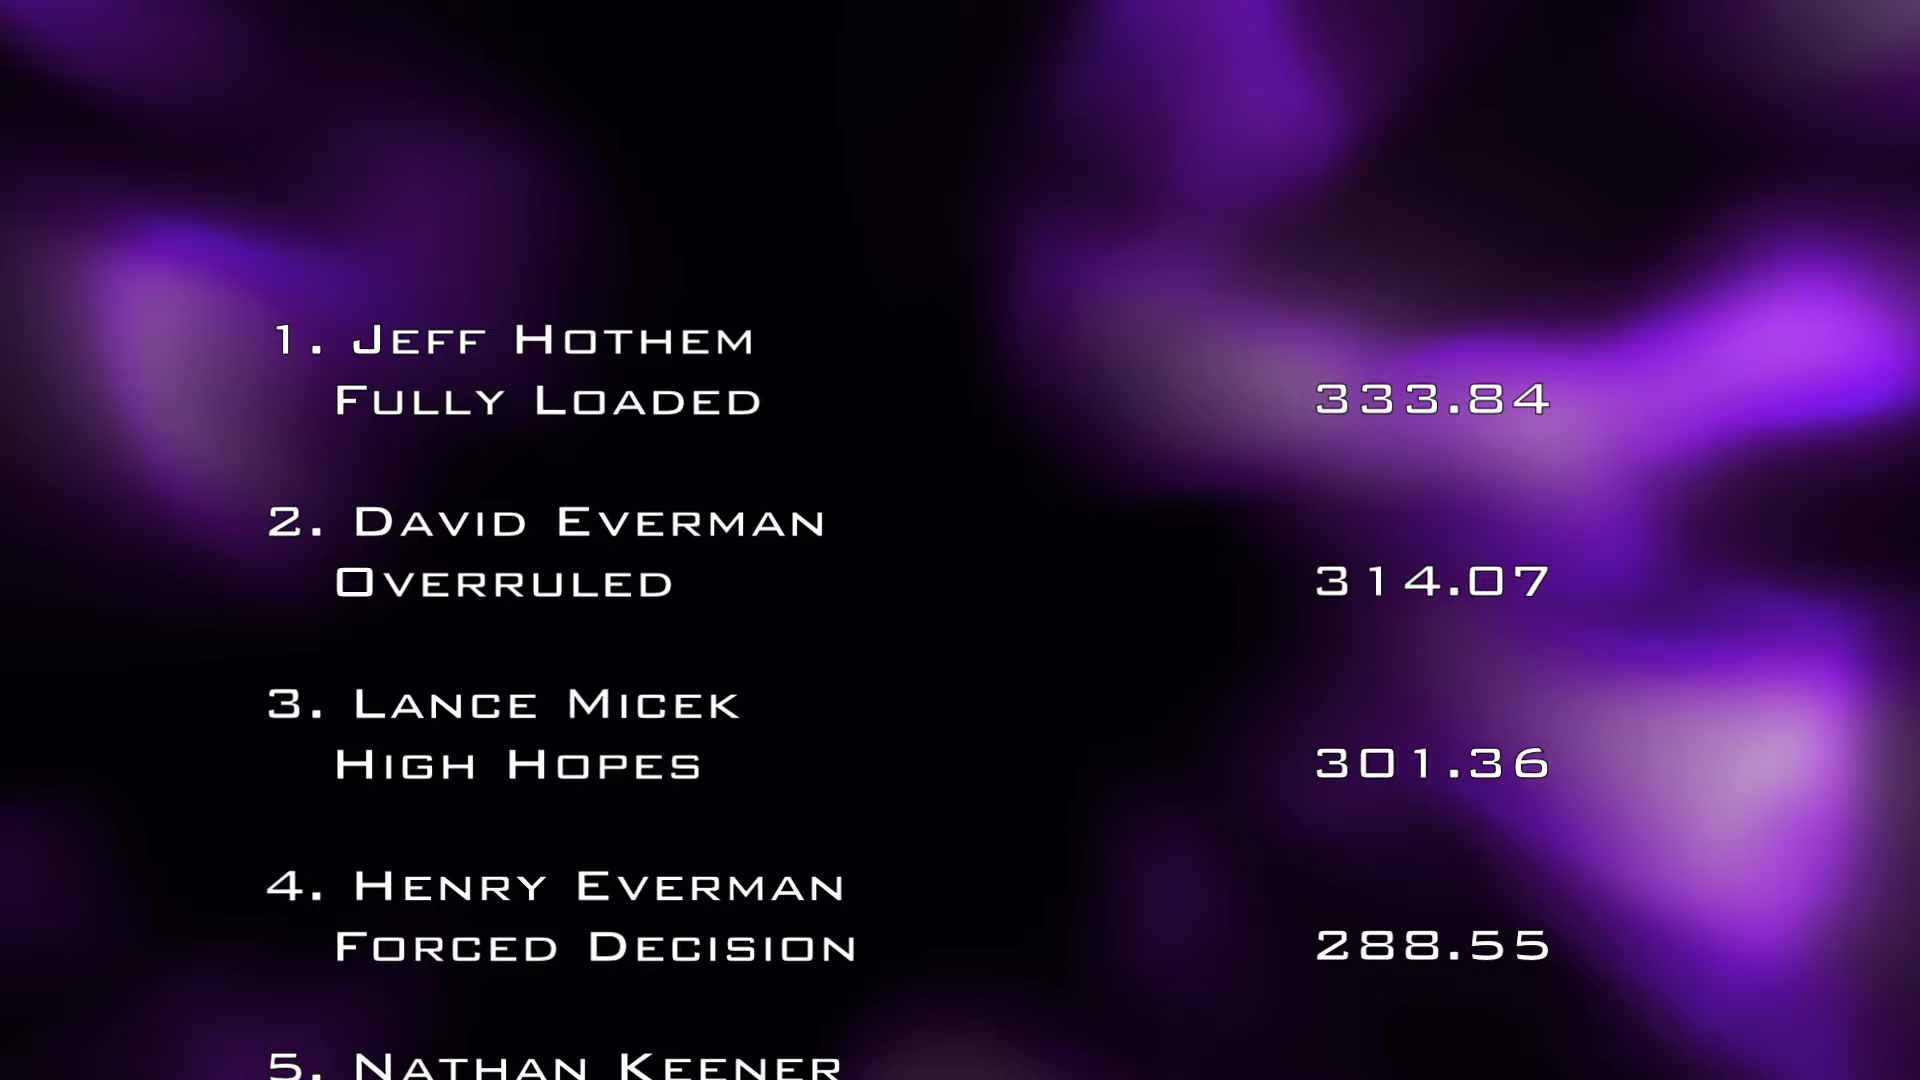 1. Jeff Hothem
Fully Loaded 333.84
2. David Everman
Overruled 314.07
3. Lance Micek
High Hopes 301.36
4. Henry Everman
Forced Decision 288.55
5. Nathan Keener